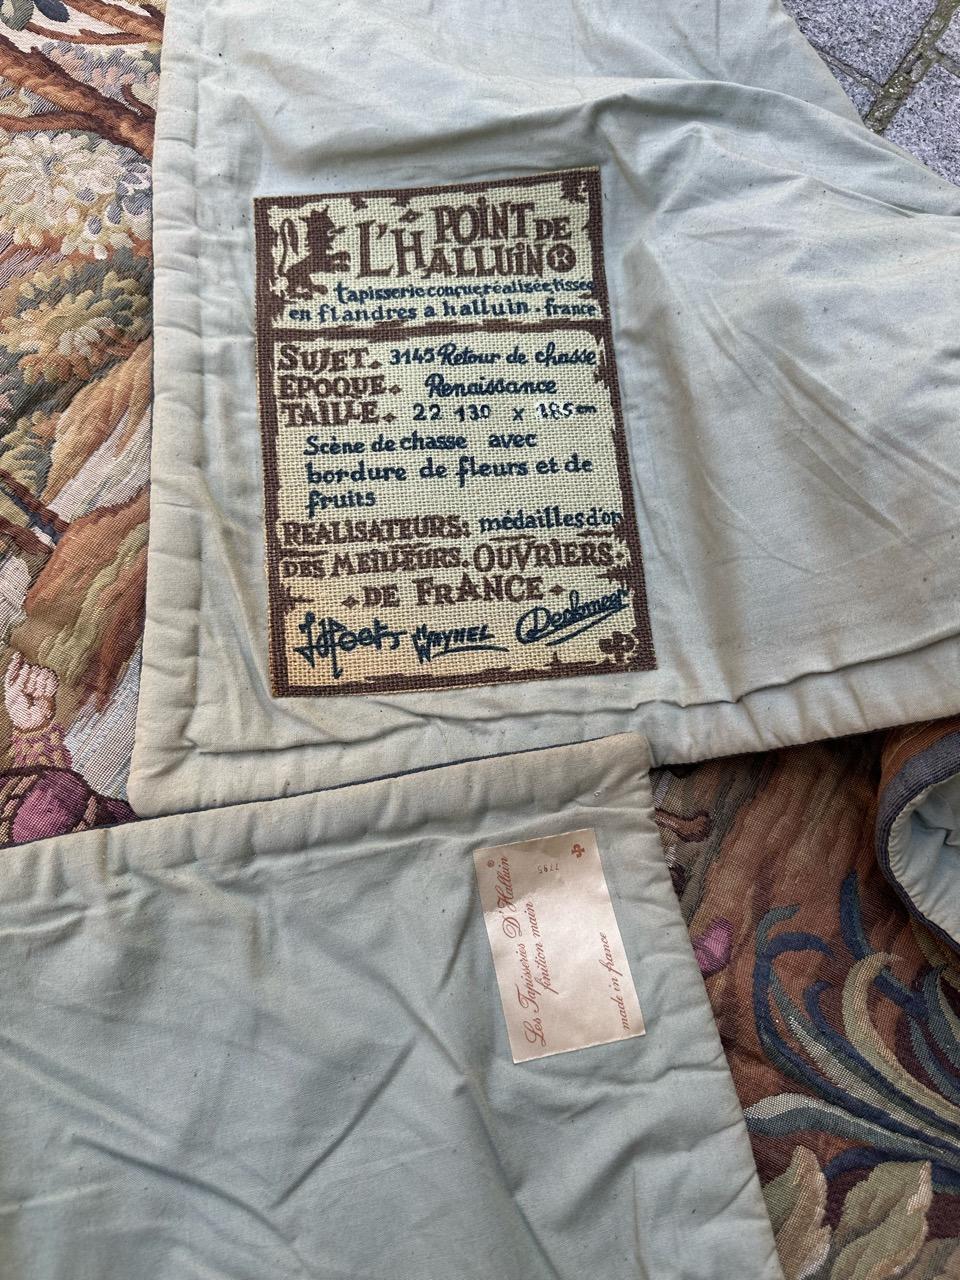 POINT DE
L'HALLUIN ®
tapisserie conçue, réalisée, tissée
en flandres a halluin - france
SUJET. 3145 Retour de chasse
EPOQUE. Renaissance
TAILLE. 22 130 x 185 cm
Scène de chasse avec
bordure de fleurs et de
fruits
REALISATEURS: médailles d'or
DES MEILLEURS. OUVRIERS.
DE FRANCE
Les Tapisseries D'Halluin ®
finition main
7795
made in france